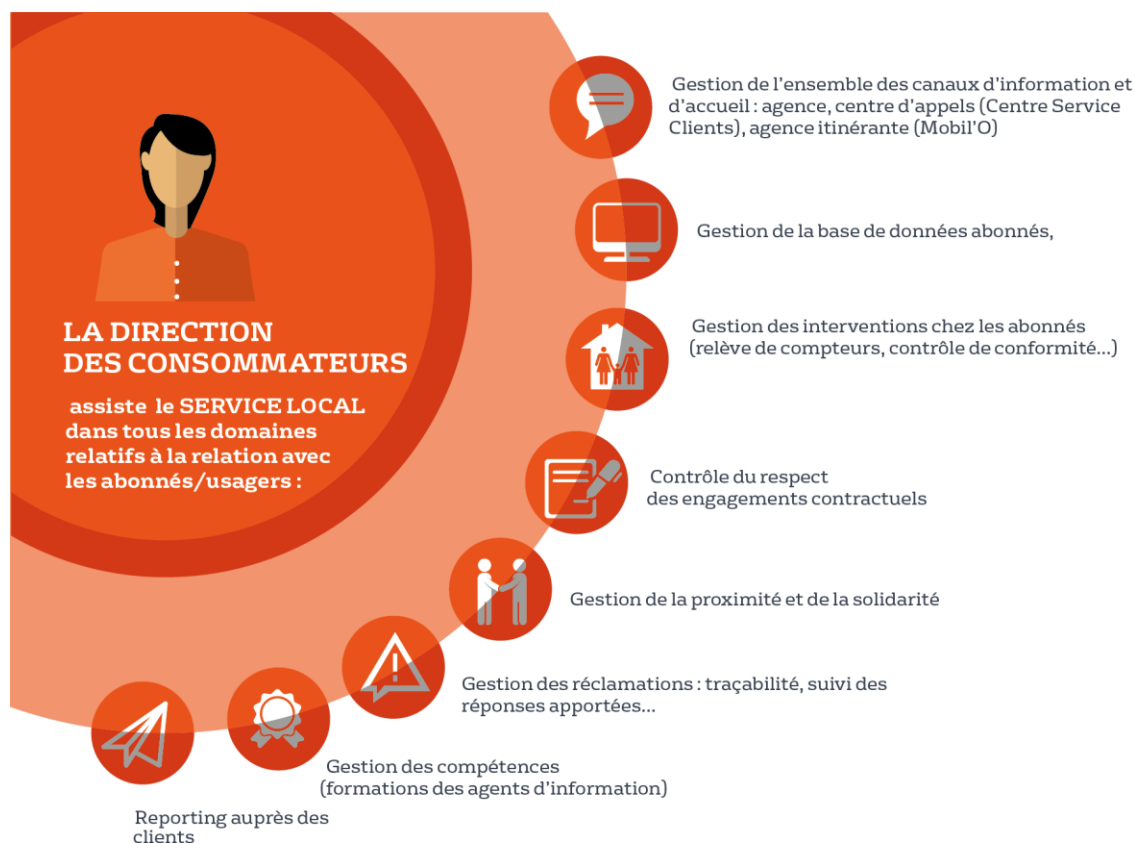 LA DIRECTION
DES CONSOMMATEURS
assiste le SERVICE LOCAL
dans tous les domaines
relatifs à la relation avec
les abonnés/usagers :
Gestion de l'ensemble des canaux d'information et
d'accueil : agence, centre d'appels (Centre Service
Clients), agence itinérante (Mobil'O)
Gestion de la base de données abonnés,
Gestion des interventions chez les abonnés
(relève de compteurs, contrôle de conformité...)
Contrôle du respect
des engagements contractuels
Gestion de la proximité et de la solidarité
Gestion des réclamations : traçabilité, suivi des
réponses apportées...
Gestion des compétences
(formations des agents d'information)
Reporting auprès des
clients